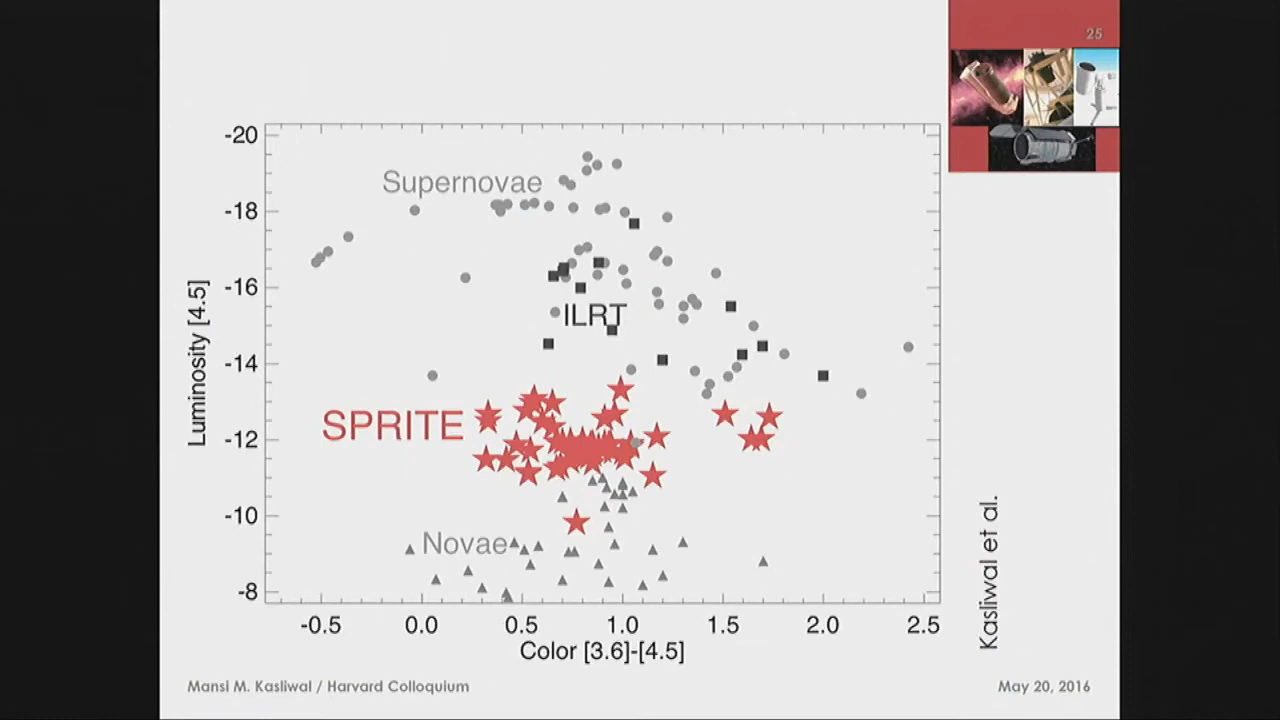 25
-20
-18
-16
-14
-12
-10
-8
Luminosity [4.5]
Supernovae
ILRT
SPRITE
Novae
-0.5 0.0 0.5 1.0 1.5 2.0 2.5
Color [3.6]-[4.5]
Kasliwal et al.
Mansi M. Kasliwal / Harvard Colloquium
May 20, 2016